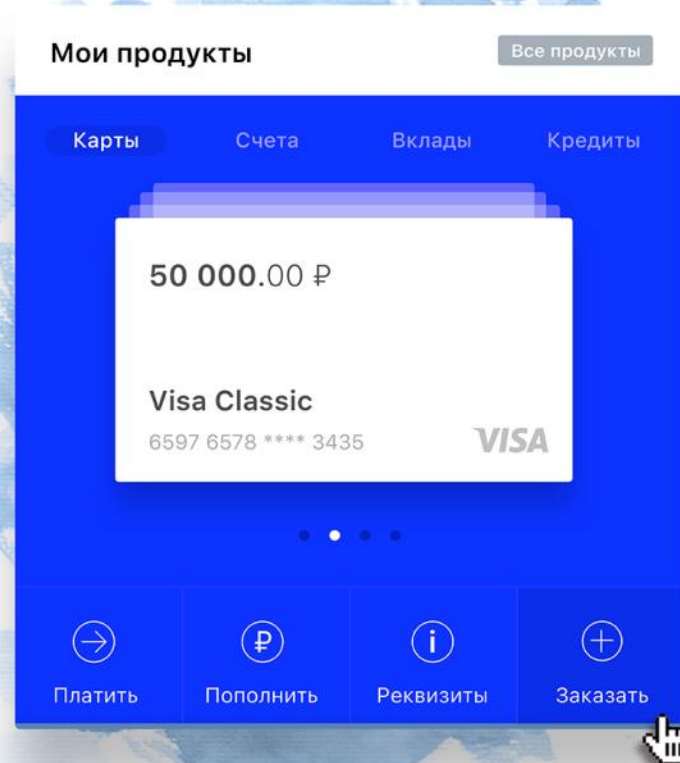 Мои продукты
Все продукты
Карты Счета Вклады Кредиты
50 000.00 ₽
Visa Classic
6597 6578 **** 3435
VISA
Платить Пополнить Реквизиты Заказать